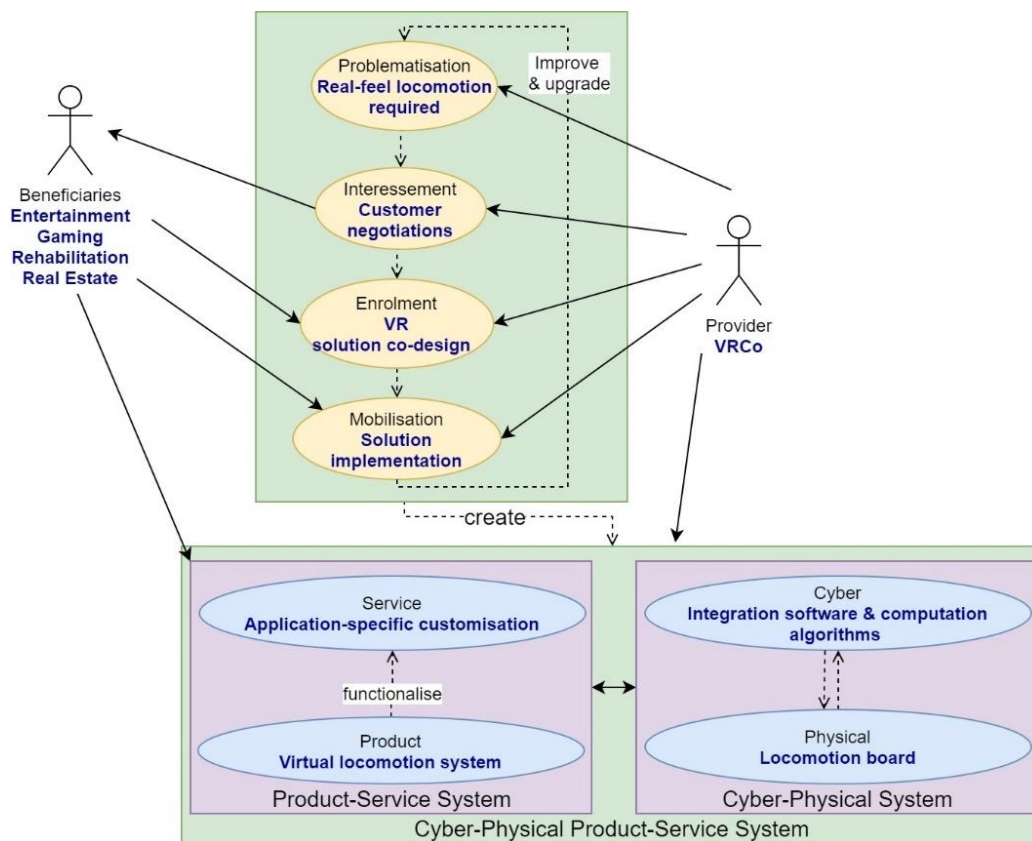 Problematisation
Real-feel locomotion
required
Improve
& upgrade
Interessement
Customer
negotiations
Beneficiaries
Entertainment
Gaming
Rehabilitation
Real Estate
Enrolment
VR
solution co-design
Provider
VRCo
Mobilisation
Solution
implementation
create
Service
Application-specific customisation
functionalise
Product
Virtual locomotion system
Product-Service System
Cyber
Integration software & computation
algorithms
Physical
Locomotion board
Cyber-Physical System
Cyber-Physical Product-Service System